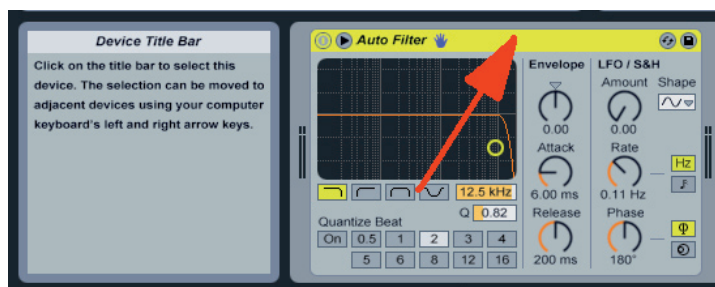 Device Title Bar
Click on the title bar to select this
device. The selection can be moved to
adjacent devices using your computer
keyboard's left and right arrow keys.
Auto Filter
12.5 kHz
Q 0.82
Quantize Beat
On 0.5 1 2 3 4
5 6 8 12 16
Envelope
0.00
Attack
6.00 ms
Release
200 ms
LFO / S&H
Amount Shape
0.00
Rate
Hz
0.11 Hz
Phase
Φ
180°